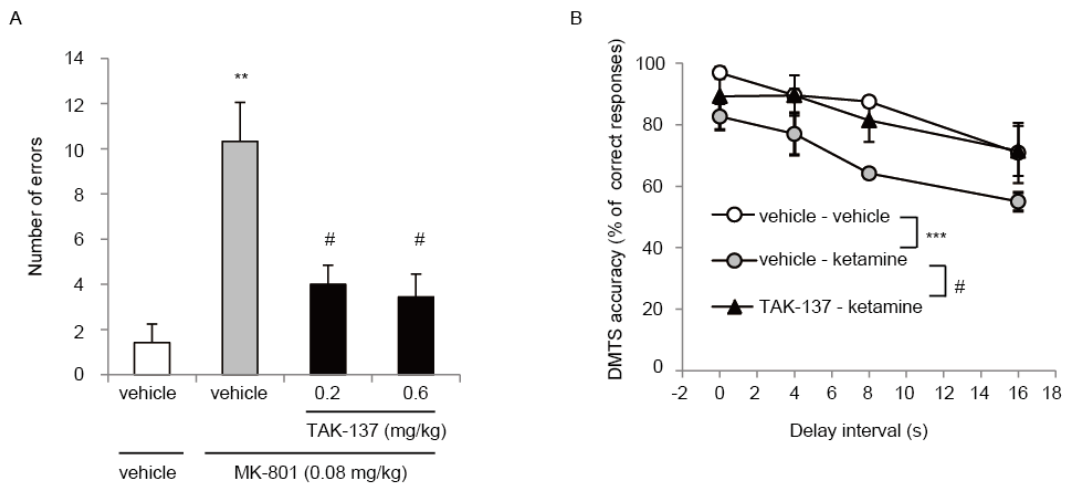 A
Number of errors
14
12
10
8
6
4
2
0
**
#
#
vehicle
vehicle
0.2
0.6
TAK-137 (mg/kg)
vehicle
MK-801 (0.08 mg/kg)
B
DMTS accuracy (% of correct responses)
100
80
60
40
20
0
vehicle - vehicle
***
vehicle - ketamine
#
TAK-137 - ketamine
-2 0 2 4 6 8 10 12 14 16 18
Delay interval (s)